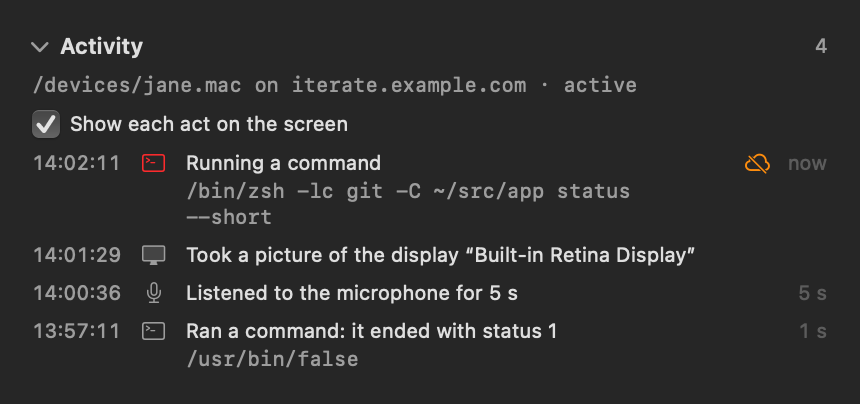 Activity 4
/devices/jane.mac on iterate.example.com · active
Show each act on the screen
14:02:11 Running a command now
/bin/zsh -lc git -C ~/src/app status
--short
14:01:29 Took a picture of the display “Built-in Retina Display”
14:00:36 Listened to the microphone for 5 s 5 s
13:57:11 Ran a command: it ended with status 1 1 s
/usr/bin/false